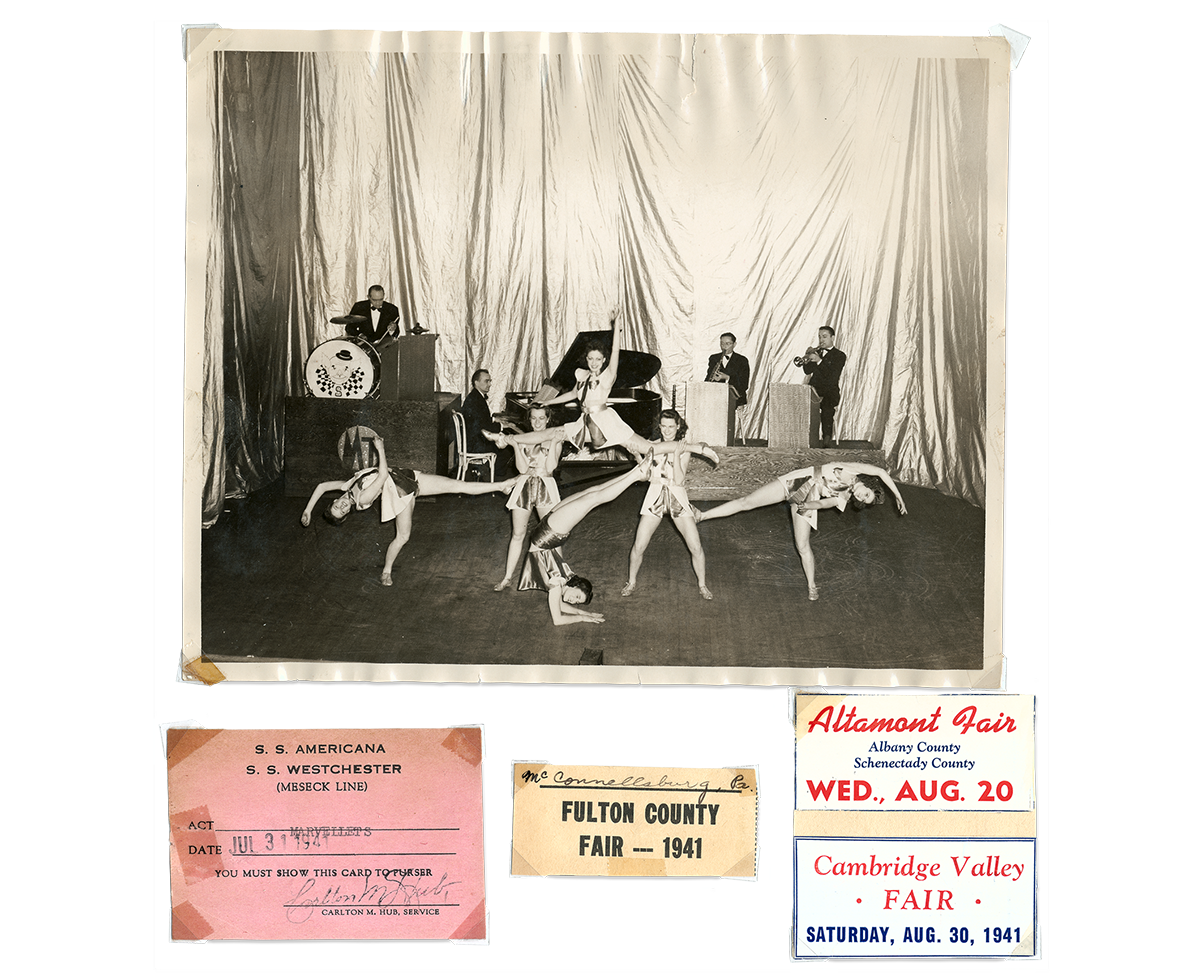 S. S. AMERICANA
S. S. WESTCHESTER
(MESECK LINE)
ACT MARVELLETS
DATE JUL 31 1941
YOU MUST SHOW THIS CARD TO PURSER
Carlton M. Hub,
CARLTON M. HUB, SERVICE
McConnellsburg, Pa.
FULTON COUNTY
FAIR --- 1941
Altamont Fair
Albany County
Schenectady County
WED., AUG. 20
Cambridge Valley
• FAIR •
SATURDAY, AUG. 30, 1941